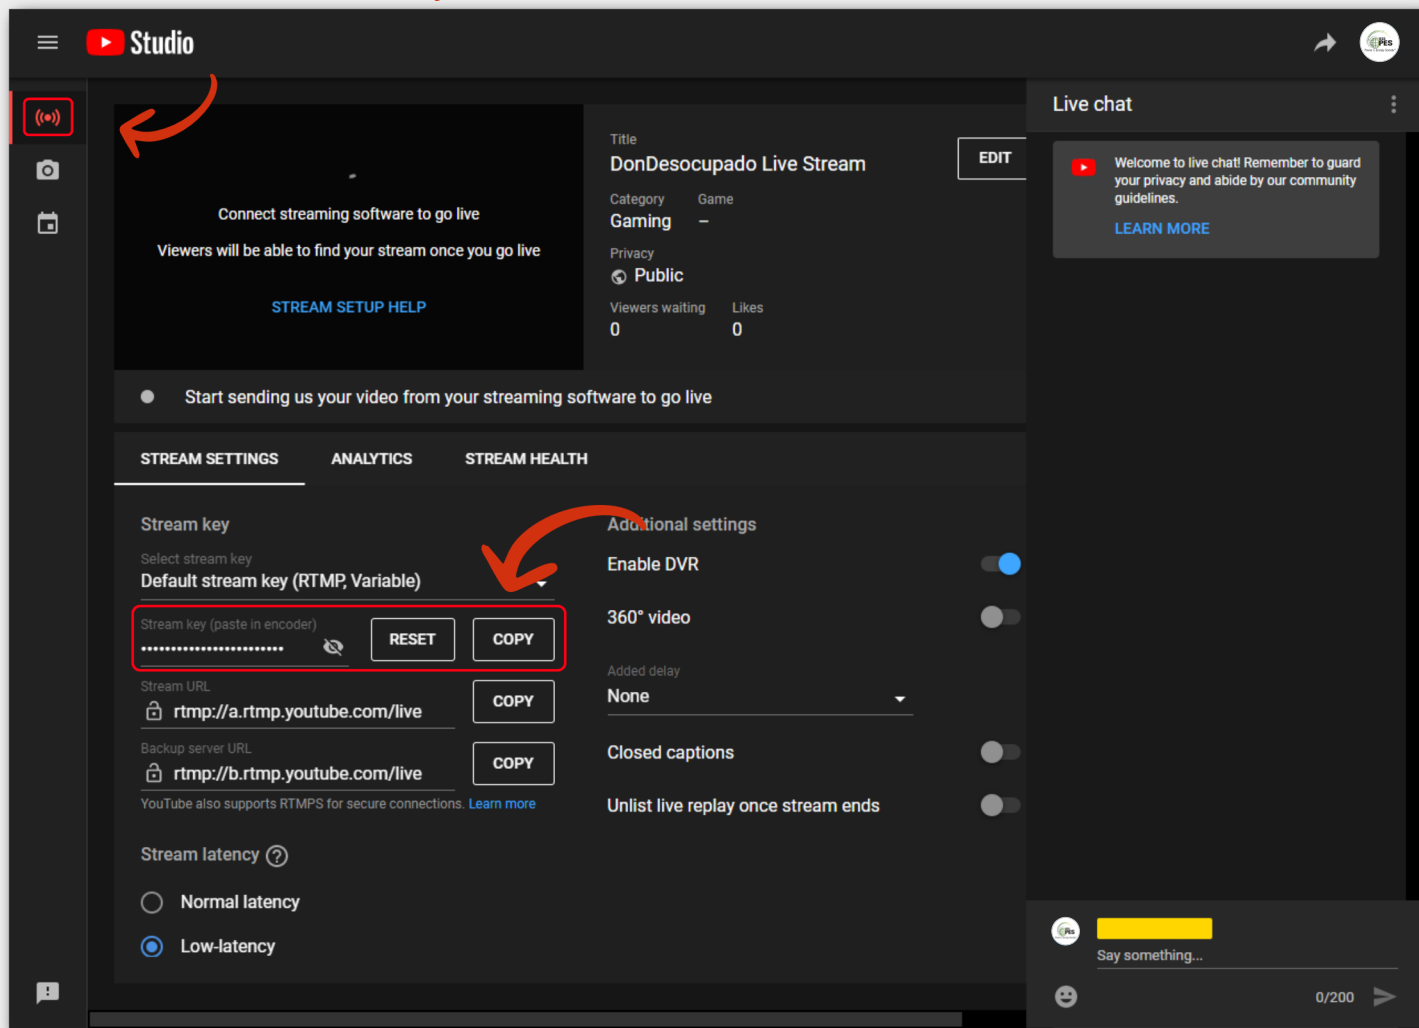 Studio
PES
Connect streaming software to go live
Viewers will be able to find your stream once you go live
STREAM SETUP HELP
Title
DonDesocupado Live Stream
EDIT
Category Game
Gaming –
Privacy
Public
Viewers waiting Likes
0 0
Start sending us your video from your streaming software to go live
STREAM SETTINGS ANALYTICS STREAM HEALTH
Stream key
Select stream key
Default stream key (RTMP, Variable)
Stream key (paste in encoder)
••••••••••••••••••••••••
RESET COPY
Stream URL
rtmp://a.rtmp.youtube.com/live
COPY
Backup server URL
rtmp://b.rtmp.youtube.com/live
COPY
YouTube also supports RTMPS for secure connections. Learn more
Stream latency ?
Normal latency
Low-latency
Additional settings
Enable DVR
360° video
Added delay
None
Closed captions
Unlist live replay once stream ends
Live chat
Welcome to live chat! Remember to guard
your privacy and abide by our community
guidelines.
LEARN MORE
PES
Say something...
0/200